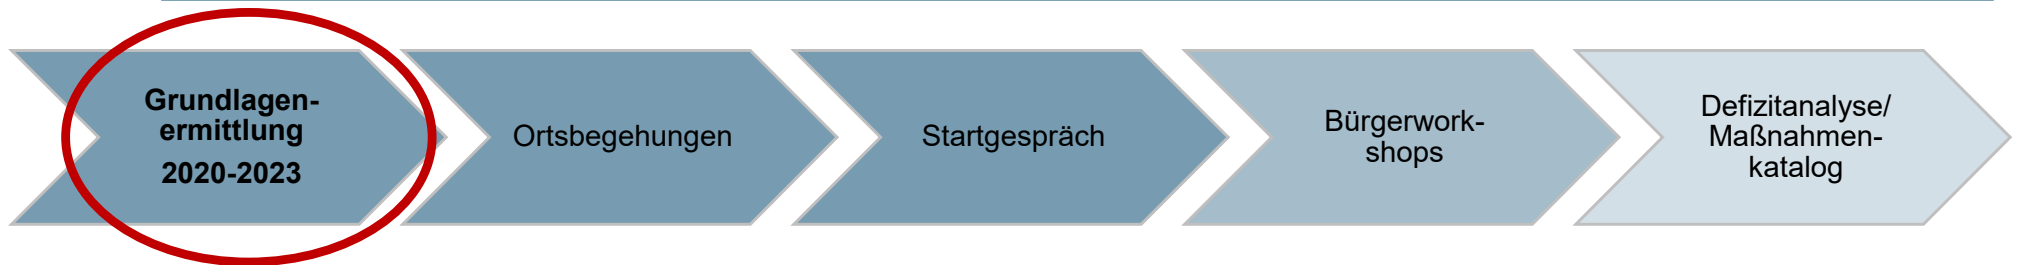 Grundlagen-
ermittlung
2020-2023
Ortsbegehungen
Startgespräch
Bürgerwork-
shops
Defizitanalyse/
Maßnahmen-
katalog